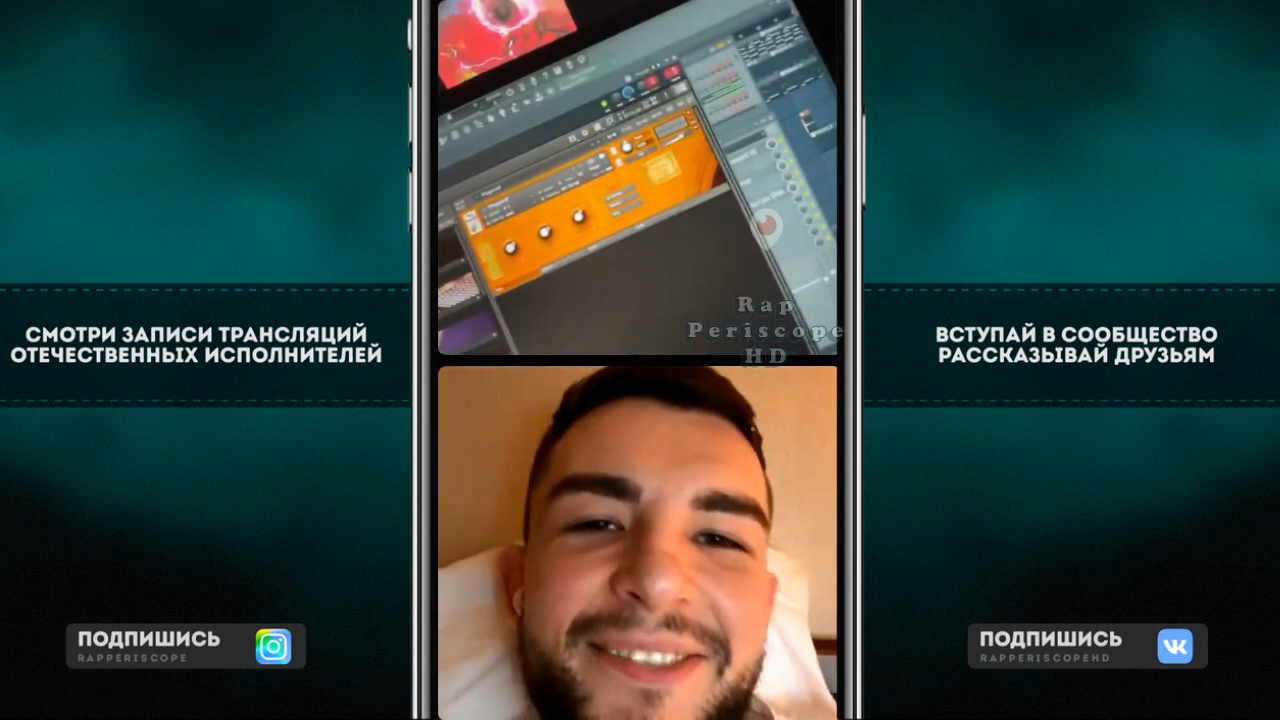 СМОТРИ ЗАПИСИ ТРАНСЛЯЦИЙ
ОТЕЧЕСТВЕННЫХ ИСПОЛНИТЕЛЕЙ
ПОДПИШИСЬ
RAPPERISCOPE
Rap
Periscope
HD
ВСТУПАЙ В СООБЩЕСТВО
РАССКАЗЫВАЙ ДРУЗЬЯМ
ПОДПИШИСЬ
RAPPERISCOPEHD